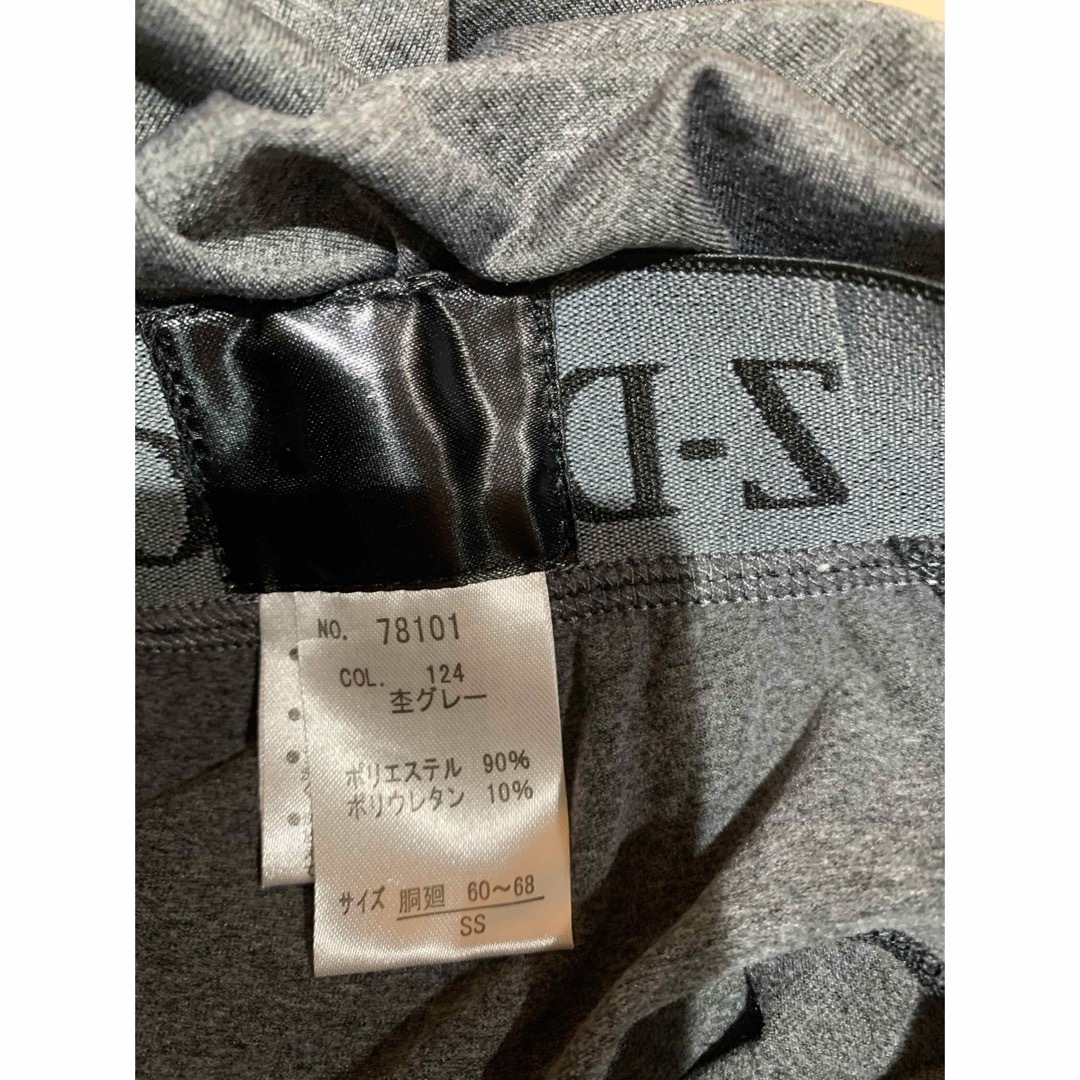 Z-D
NO. 78101
COL. 124
杢グレー
ポリエステル 90%
ポリウレタン 10%
サイズ 胴廻 60～68
SS